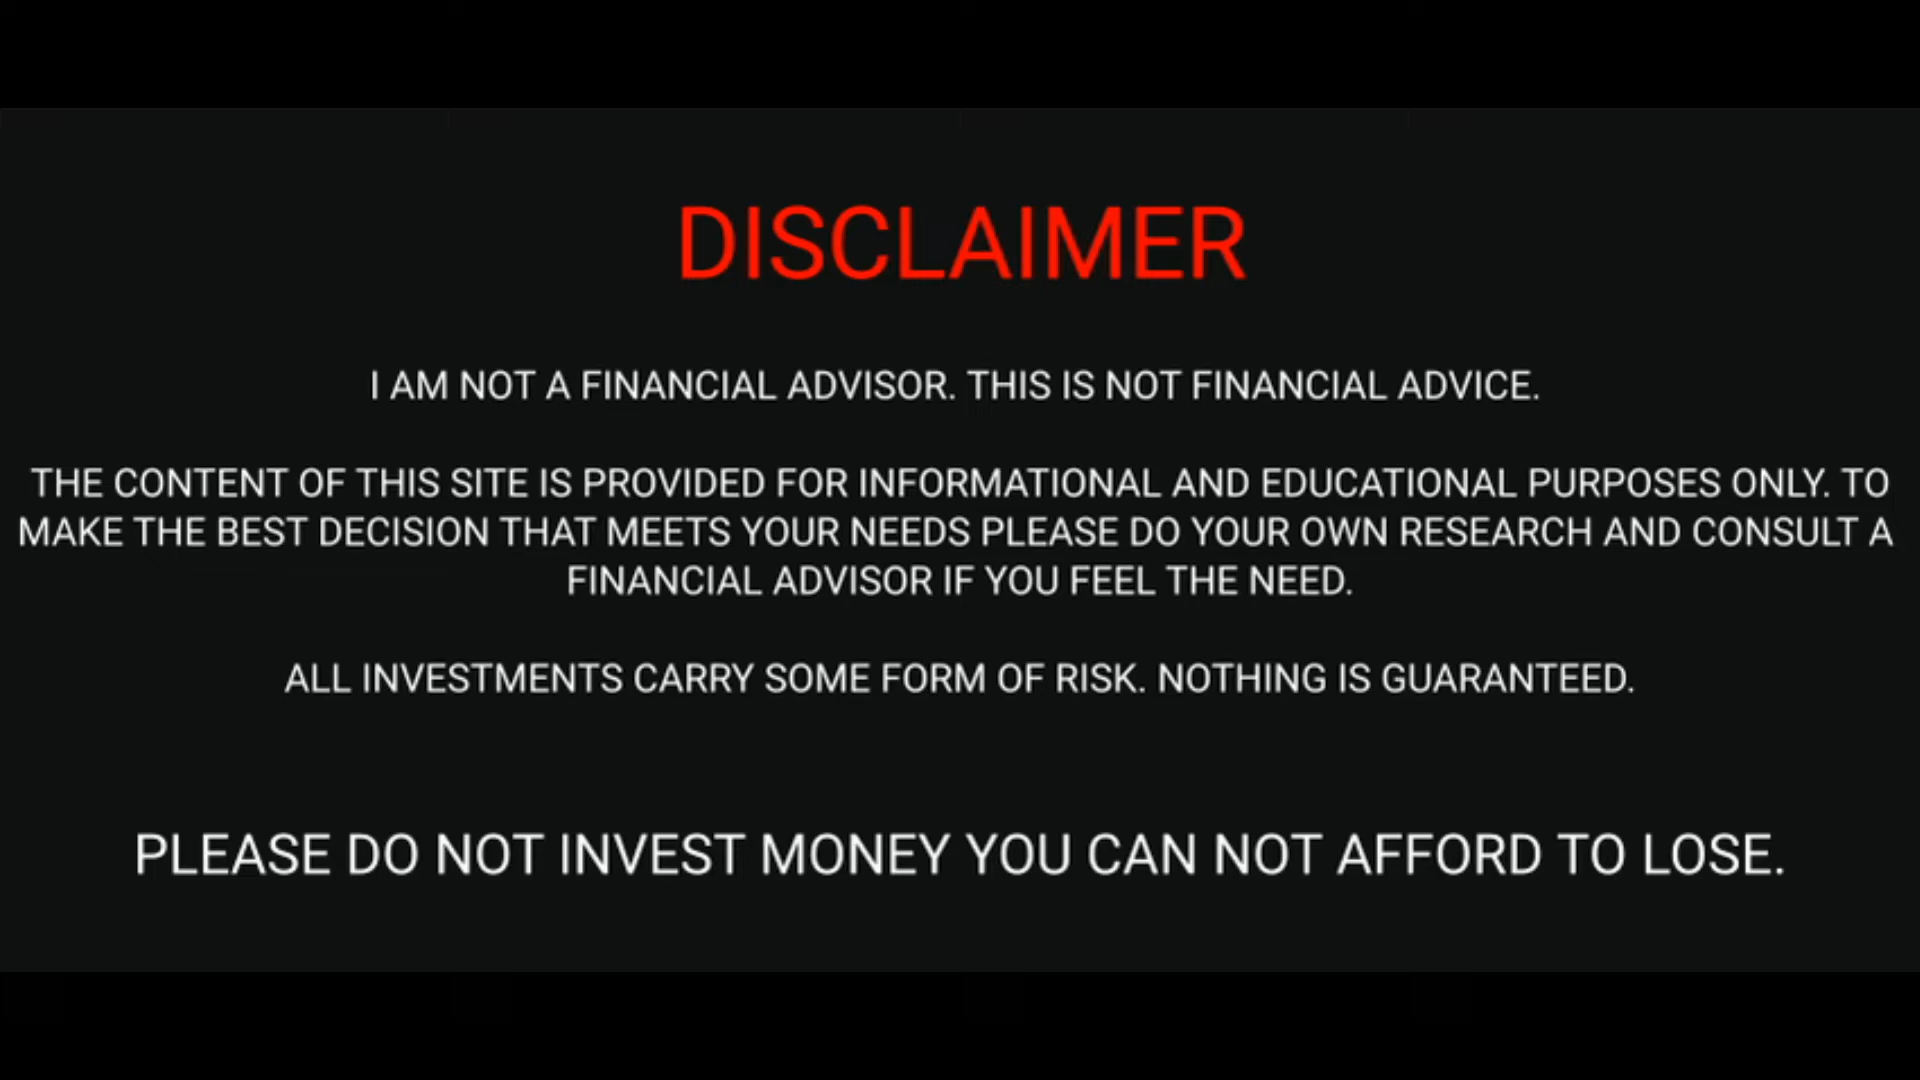 DISCLAIMER
I AM NOT A FINANCIAL ADVISOR. THIS IS NOT FINANCIAL ADVICE.
THE CONTENT OF THIS SITE IS PROVIDED FOR INFORMATIONAL AND EDUCATIONAL PURPOSES ONLY. TO
MAKE THE BEST DECISION THAT MEETS YOUR NEEDS PLEASE DO YOUR OWN RESEARCH AND CONSULT A
FINANCIAL ADVISOR IF YOU FEEL THE NEED.
ALL INVESTMENTS CARRY SOME FORM OF RISK. NOTHING IS GUARANTEED.
PLEASE DO NOT INVEST MONEY YOU CAN NOT AFFORD TO LOSE.